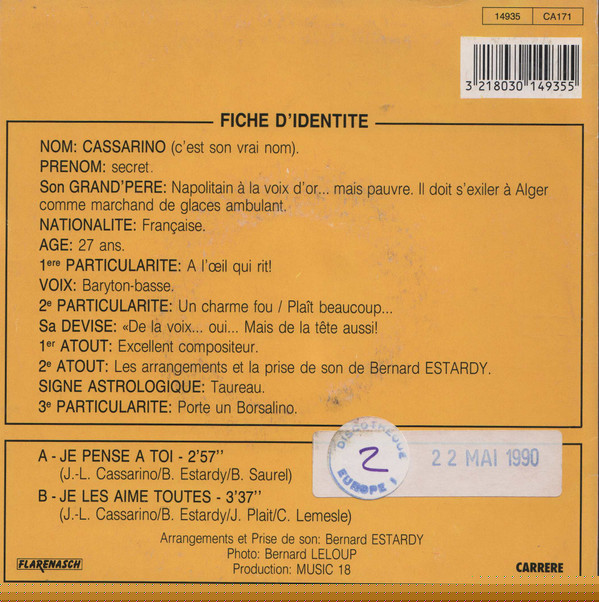 14935 CA171
3 218030 149355
FICHE D'IDENTITE
NOM: CASSARINO (c'est son vrai nom).
PRENOM: secret.
Son GRAND'PERE: Napolitain à la voix d'or... mais pauvre. Il doit s'exiler à Alger
comme marchand de glaces ambulant.
NATIONALITE: Française.
AGE: 27 ans.
1ere PARTICULARITE: A l'œil qui rit!
VOIX: Baryton-basse.
2e PARTICULARITE: Un charme fou / Plaît beaucoup...
Sa DEVISE: «De la voix... oui... Mais de la tête aussi!
1er ATOUT: Excellent compositeur.
2e ATOUT: Les arrangements et la prise de son de Bernard ESTARDY.
SIGNE ASTROLOGIQUE: Taureau.
3e PARTICULARITE: Porte un Borsalino.
A - JE PENSE A TOI - 2'57''
(J.-L. Cassarino/B. Estardy/B. Saurel)
B - JE LES AIME TOUTES - 3'37''
(J.-L. Cassarino/B. Estardy/J. Plait/C. Lemesle)
DISCOTHEQUE
2
EUROPE 1
22 MAI 1990
Arrangements et Prise de son: Bernard ESTARDY
Photo: Bernard LELOUP
Production: MUSIC 18
FLARENASCH
CARRERE